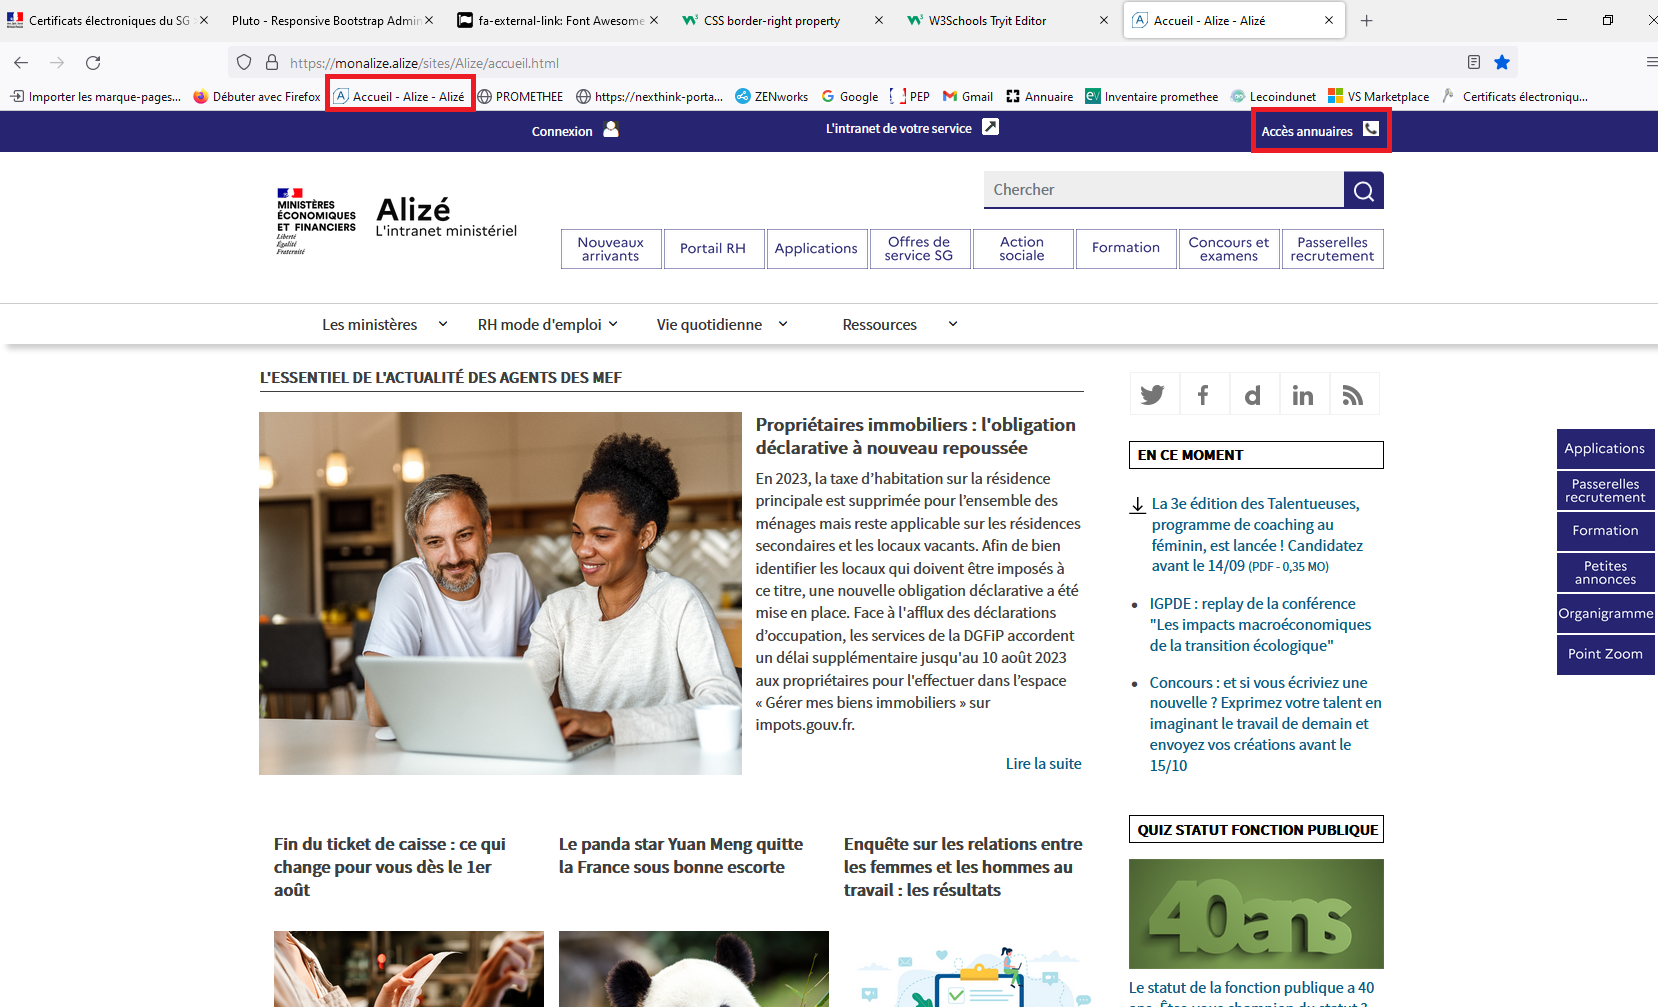 Certificats électroniques du SG
Pluto - Responsive Bootstrap Admin
fa-external-link: Font Awesome
CSS border-right property
W3Schools Tryit Editor
Accueil - Alize - Alizé
https://monalize.alize/sites/Alize/accueil.html
Importer les marque-pages...
Débuter avec Firefox
Accueil - Alize - Alizé
PROMETHEE
https://nexthink-porta...
ZENworks
Google
PEP
Gmail
Annuaire
Inventaire promethee
Lecoindunet
VS Marketplace
Certificats électroniqu...
Connexion
L'intranet de votre service
Accès annuaires
MINISTÈRES
ÉCONOMIQUES
ET FINANCIERS
Liberté
Égalité
Fraternité
Alizé
L'intranet ministériel
Chercher
Nouveaux
arrivants
Portail RH
Applications
Offres de
service SG
Action
sociale
Formation
Concours et
examens
Passerelles
recrutement
Les ministères
RH mode d'emploi
Vie quotidienne
Ressources
L'ESSENTIEL DE L'ACTUALITÉ DES AGENTS DES MEF
Propriétaires immobiliers : l'obligation
déclarative à nouveau repoussée
En 2023, la taxe d’habitation sur la résidence
principale est supprimée pour l’ensemble des
ménages mais reste applicable sur les résidences
secondaires et les locaux vacants. Afin de bien
identifier les locaux qui doivent être imposés à
ce titre, une nouvelle obligation déclarative a été
mise en place. Face à l'afflux des déclarations
d’occupation, les services de la DGFiP accordent
un délai supplémentaire jusqu'au 10 août 2023
aux propriétaires pour l'effectuer dans l’espace
« Gérer mes biens immobiliers » sur
impots.gouv.fr.
Lire la suite
EN CE MOMENT
La 3e édition des Talentueuses,
programme de coaching au
féminin, est lancée ! Candidatez
avant le 14/09 (PDF - 0,35 MO)
IGPDE : replay de la conférence
"Les impacts macroéconomiques
de la transition écologique"
Concours : et si vous écriviez une
nouvelle ? Exprimez votre talent en
imaginant le travail de demain et
envoyez vos créations avant le
15/10
Applications
Passerelles
recrutement
Formation
Petites
annonces
Organigramme
Point Zoom
Fin du ticket de caisse : ce qui
change pour vous dès le 1er
août
Le panda star Yuan Meng quitte
la France sous bonne escorte
Enquête sur les relations entre
les femmes et les hommes au
travail : les résultats
QUIZ STATUT FONCTION PUBLIQUE
40ans
Le statut de la fonction publique a 40
ans. Êtes-vous champion du statut ?